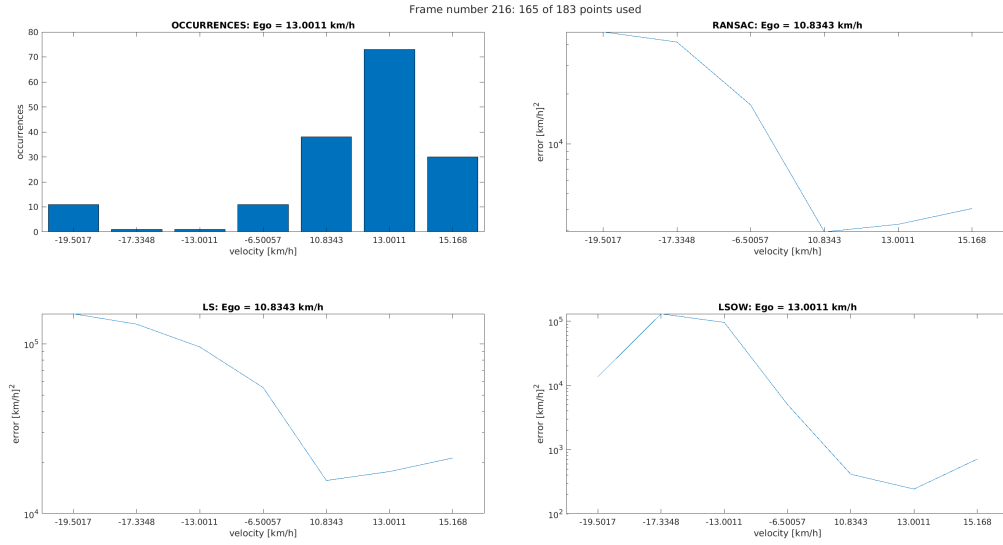 Frame number 216: 165 of 183 points used
OCCURRENCES: Ego = 13.0011 km/h
80
70
60
50
40
30
20
10
0
occurrences
-19.5017 -17.3348 -13.0011 -6.50057 10.8343 13.0011 15.168
velocity [km/h]
RANSAC: Ego = 10.8343 km/h
10^4
error [km/h]^2
-19.5017 -17.3348 -6.50057 10.8343 13.0011 15.168
velocity [km/h]
LS: Ego = 10.8343 km/h
10^5
10^4
error [km/h]^2
-19.5017 -17.3348 -13.0011 -6.50057 10.8343 13.0011 15.168
velocity [km/h]
LSOW: Ego = 13.0011 km/h
10^5
10^4
10^3
10^2
error [km/h]^2
-19.5017 -17.3348 -13.0011 -6.50057 10.8343 13.0011 15.168
velocity [km/h]